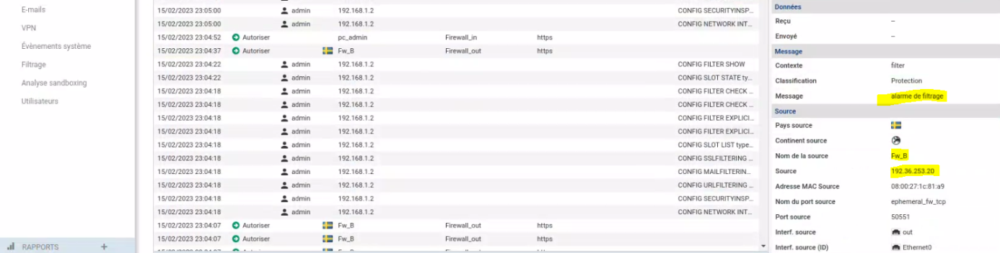 E-mails
VPN
Évènements système
Filtrage
Analyse sandboxing
Utilisateurs
RAPPORTS +
15/02/2023 23:05:00 admin 192.168.1.2 CONFIG SECURITYINSP...
15/02/2023 23:05:00 admin 192.168.1.2 CONFIG NETWORK INT...
15/02/2023 23:04:52 Autoriser pc_admin Firewall_in https
15/02/2023 23:04:37 Autoriser Fw_B Firewall_out https
15/02/2023 23:04:22 admin 192.168.1.2 CONFIG FILTER SHOW
15/02/2023 23:04:22 admin 192.168.1.2 CONFIG SLOT STATE ty...
15/02/2023 23:04:18 admin 192.168.1.2 CONFIG FILTER CHECK ...
15/02/2023 23:04:18 admin 192.168.1.2 CONFIG FILTER CHECK ...
15/02/2023 23:04:18 admin 192.168.1.2 CONFIG FILTER EXPLICI...
15/02/2023 23:04:18 admin 192.168.1.2 CONFIG FILTER EXPLICI...
15/02/2023 23:04:18 admin 192.168.1.2 CONFIG SLOT LIST type...
15/02/2023 23:04:18 admin 192.168.1.2 CONFIG SSLFILTERING ...
15/02/2023 23:04:18 admin 192.168.1.2 CONFIG MAILFILTERIN...
15/02/2023 23:04:18 admin 192.168.1.2 CONFIG URLFILTERING ...
15/02/2023 23:04:18 admin 192.168.1.2 CONFIG SECURITYINSP...
15/02/2023 23:04:18 admin 192.168.1.2 CONFIG NETWORK INT...
15/02/2023 23:04:07 Autoriser Fw_B Firewall_out https
15/02/2023 23:04:07 Autoriser Fw_B Firewall_out https
Données
Reçu --
Envoyé --
Message
Contexte filter
Classification Protection
Message alarme de filtrage
Source
Pays source
Continent source
Nom de la source Fw_B
Source 192.36.253.20
Adresse MAC Source 08:00:27:1c:81:a9
Nom du port source ephemeral_fw_tcp
Port source 50551
Interf. source out
Interf. source (ID) Ethernet0